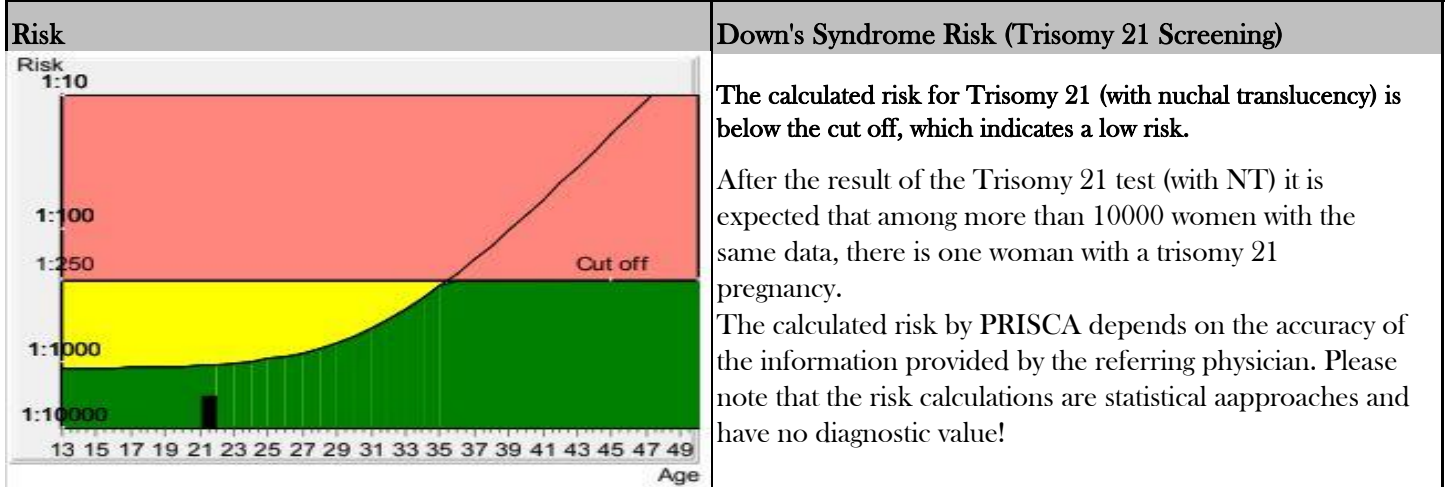 Risk
Risk
1:10
1:100
1:250
Cut off
1:1000
1:10000
13 15 17 19 21 23 25 27 29 31 33 35 37 39 41 43 45 47 49
Age
Down's Syndrome Risk (Trisomy 21 Screening)
The calculated risk for Trisomy 21 (with nuchal translucency) is
below the cut off, which indicates a low risk.
After the result of the Trisomy 21 test (with NT) it is
expected that among more than 10000 women with the
same data, there is one woman with a trisomy 21
pregnancy.
The calculated risk by PRISCA depends on the accuracy of
the information provided by the referring physician. Please
note that the risk calculations are statistical aapproaches and
have no diagnostic value!